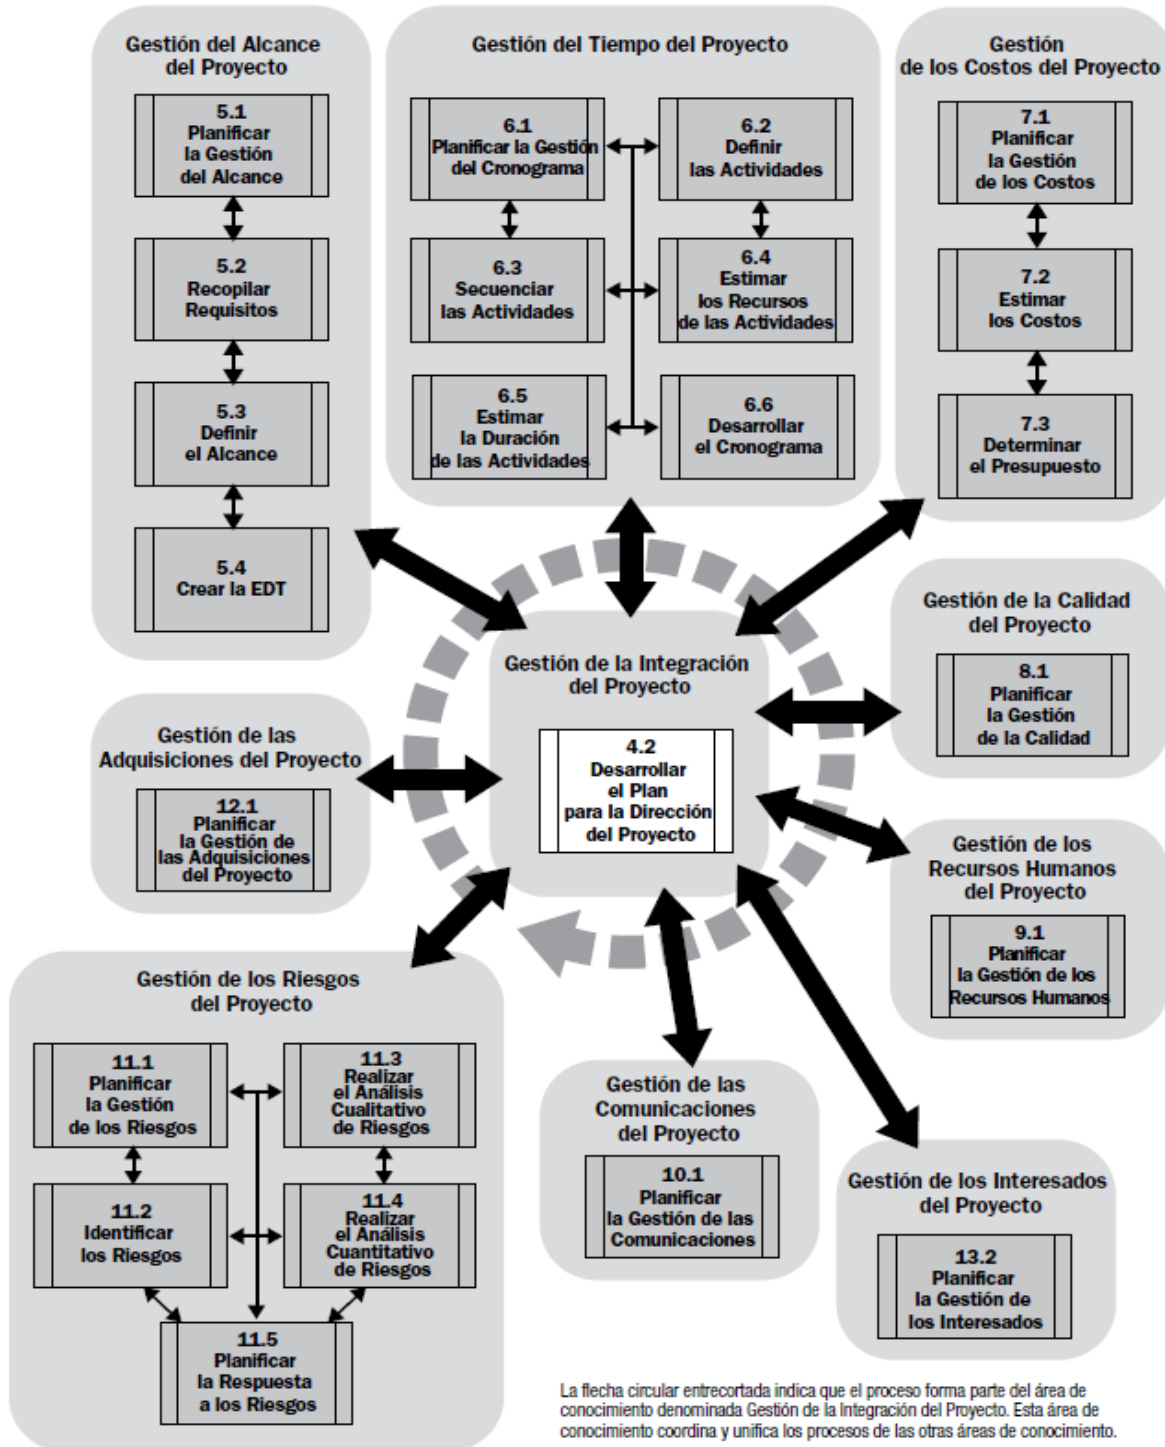 Gestión del Alcance
del Proyecto
5.1
Planificar
la Gestión
del Alcance
5.2
Recopilar
Requisitos
5.3
Definir
el Alcance
5.4
Crear la EDT
Gestión del Tiempo del Proyecto
6.1
Planificar la Gestión
del Cronograma
6.2
Definir
las Actividades
6.3
Secuenciar
las Actividades
6.4
Estimar
los Recursos
de las Actividades
6.5
Estimar
la Duración
de las Actividades
6.6
Desarrollar
el Cronograma
Gestión
de los Costos del Proyecto
7.1
Planificar
la Gestión
de los Costos
7.2
Estimar
los Costos
7.3
Determinar
el Presupuesto
Gestión de la Integración
del Proyecto
4.2
Desarrollar
el Plan
para la Dirección
del Proyecto
Gestión de la Calidad
del Proyecto
8.1
Planificar
la Gestión
de la Calidad
Gestión de las
Adquisiciones del Proyecto
12.1
Planificar
la Gestión de
las Adquisiciones
del Proyecto
Gestión de los
Recursos Humanos
del Proyecto
9.1
Planificar
la Gestión de los
Recursos Humanos
Gestión de los Riesgos
del Proyecto
11.1
Planificar
la Gestión
de los Riesgos
11.3
Realizar
el Análisis
Cualitativo
de Riesgos
11.2
Identificar
los Riesgos
11.4
Realizar
el Análisis
Cuantitativo
de Riesgos
11.5
Planificar
la Respuesta
a los Riesgos
Gestión de las
Comunicaciones
del Proyecto
10.1
Planificar
la Gestión de las
Comunicaciones
Gestión de los Interesados
del Proyecto
13.2
Planificar
la Gestión de
los Interesados
La flecha circular entrecortada indica que el proceso forma parte del área de
conocimiento denominada Gestión de la Integración del Proyecto. Esta área de
conocimiento coordina y unifica los procesos de las otras áreas de conocimiento.